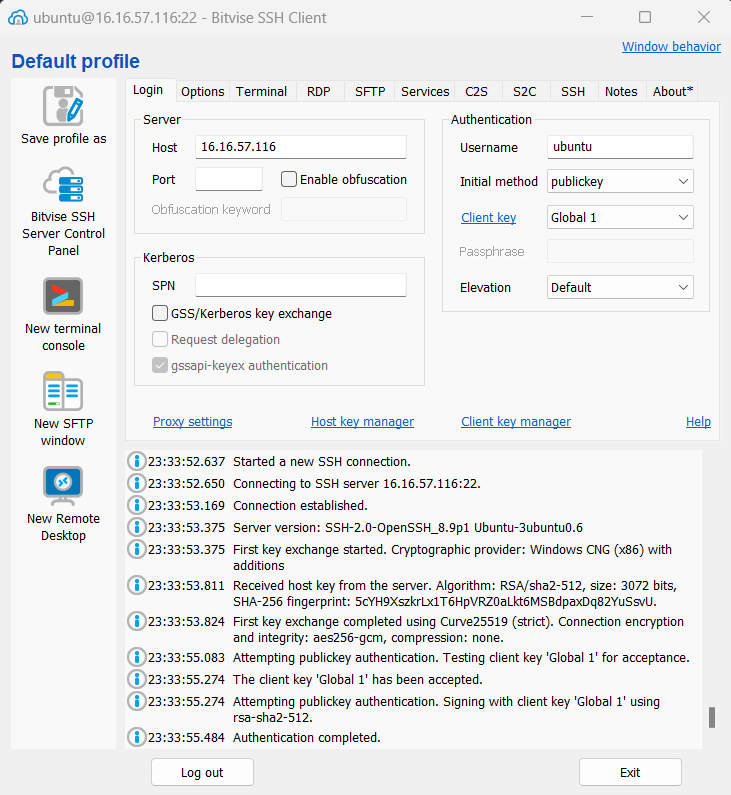 ubuntu@16.16.57.116:22 - Bitvise SSH Client
Window behavior
Default profile
Save profile as
Bitvise SSH
Server Control
Panel
New terminal
console
New SFTP
window
New Remote
Desktop
Login Options Terminal RDP SFTP Services C2S S2C SSH Notes About*
Server
Host 16.16.57.116
Port Enable obfuscation
Obfuscation keyword
Kerberos
SPN
GSS/Kerberos key exchange
Request delegation
gssapi-keyex authentication
Authentication
Username ubuntu
Initial method publickey
Client key Global 1
Passphrase
Elevation Default
Proxy settings Host key manager Client key manager Help
23:33:52.637 Started a new SSH connection.
23:33:52.650 Connecting to SSH server 16.16.57.116:22.
23:33:53.169 Connection established.
23:33:53.375 Server version: SSH-2.0-OpenSSH_8.9p1 Ubuntu-3ubuntu0.6
23:33:53.375 First key exchange started. Cryptographic provider: Windows CNG (x86) with
additions
23:33:53.811 Received host key from the server. Algorithm: RSA/sha2-512, size: 3072 bits,
SHA-256 fingerprint: 5cYH9XszkrLx1T6HpVRZ0aLkt6MSBdpaxDq82YuSsvU.
23:33:53.824 First key exchange completed using Curve25519 (strict). Connection encryption
and integrity: aes256-gcm, compression: none.
23:33:55.083 Attempting publickey authentication. Testing client key 'Global 1' for acceptance.
23:33:55.274 The client key 'Global 1' has been accepted.
23:33:55.274 Attempting publickey authentication. Signing with client key 'Global 1' using
rsa-sha2-512.
23:33:55.484 Authentication completed.
Log out Exit